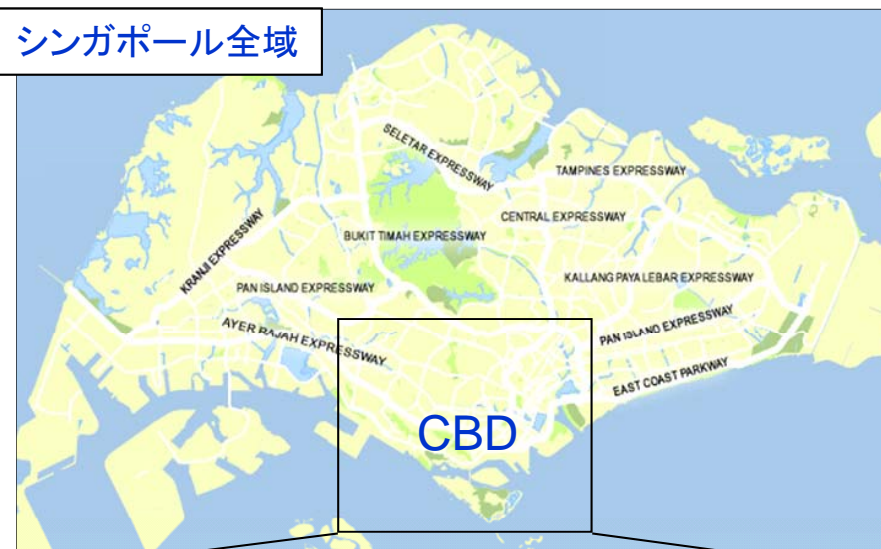 シンガポール全域
SELETAR EXPRESSWAY
TAMPINES EXPRESSWAY
CENTRAL EXPRESSWAY
KRANJI EXPRESSWAY
BUKIT TIMAH EXPRESSWAY
KALLANG PAYA LEBAR EXPRESSWAY
PAN ISLAND EXPRESSWAY
AYER RAJAH EXPRESSWAY
PAN ISLAND EXPRESSWAY
EAST COAST PARKWAY
CBD